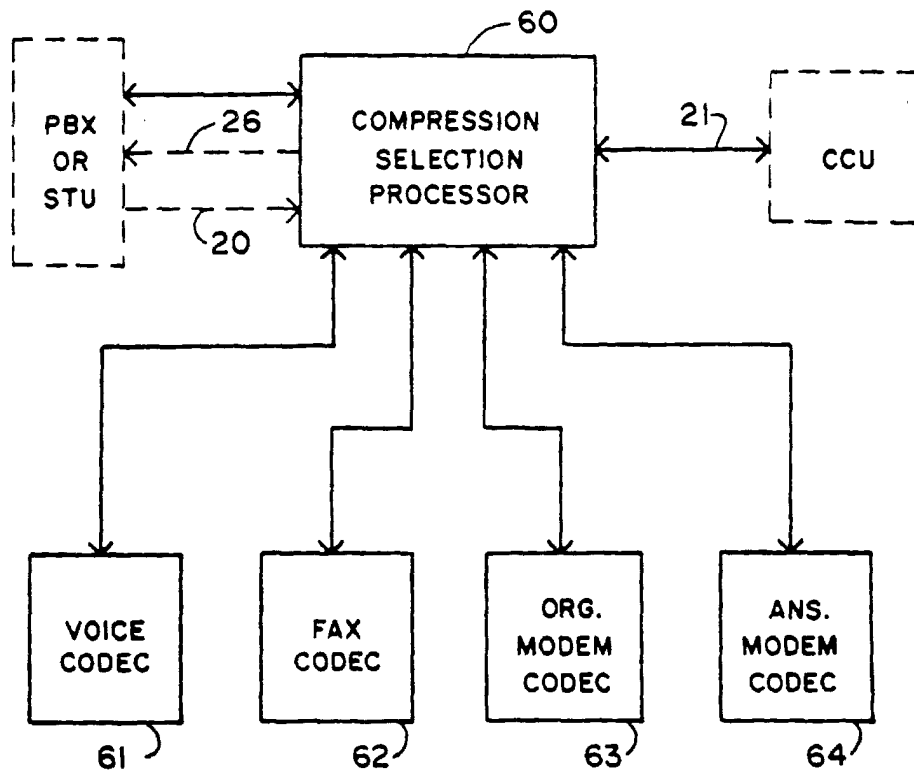 60
PBX
OR
STU
26
20
COMPRESSION
SELECTION
PROCESSOR
21
CCU
VOICE
CODEC
FAX
CODEC
ORG.
MODEM
CODEC
ANS.
MODEM
CODEC
61
62
63
64